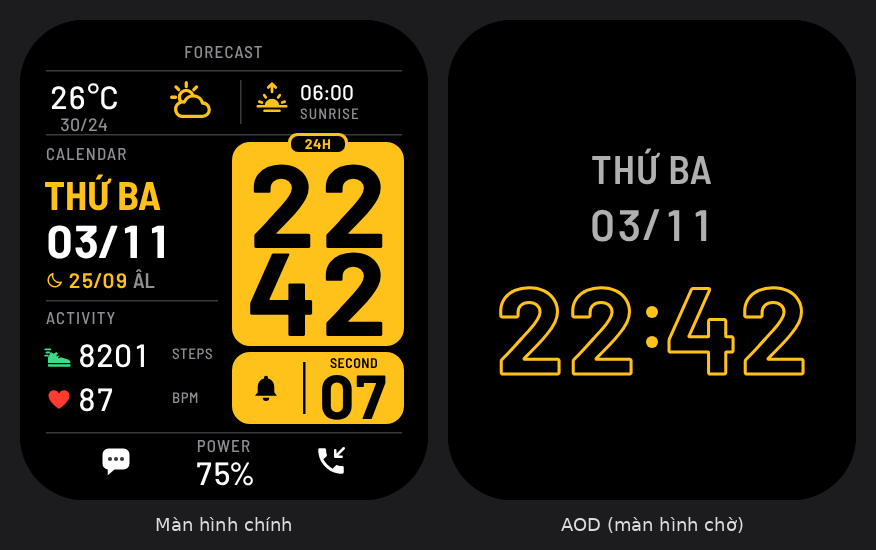 FORECAST
26°C
30/24
06:00
SUNRISE
CALENDAR
THỨ BA
03/11
25/09 ÂL
24H
22
42
ACTIVITY
8201 STEPS
87 BPM
SECOND
07
POWER
75%
Màn hình chính
THỨ BA
03/11
22:42
AOD (màn hình chờ)